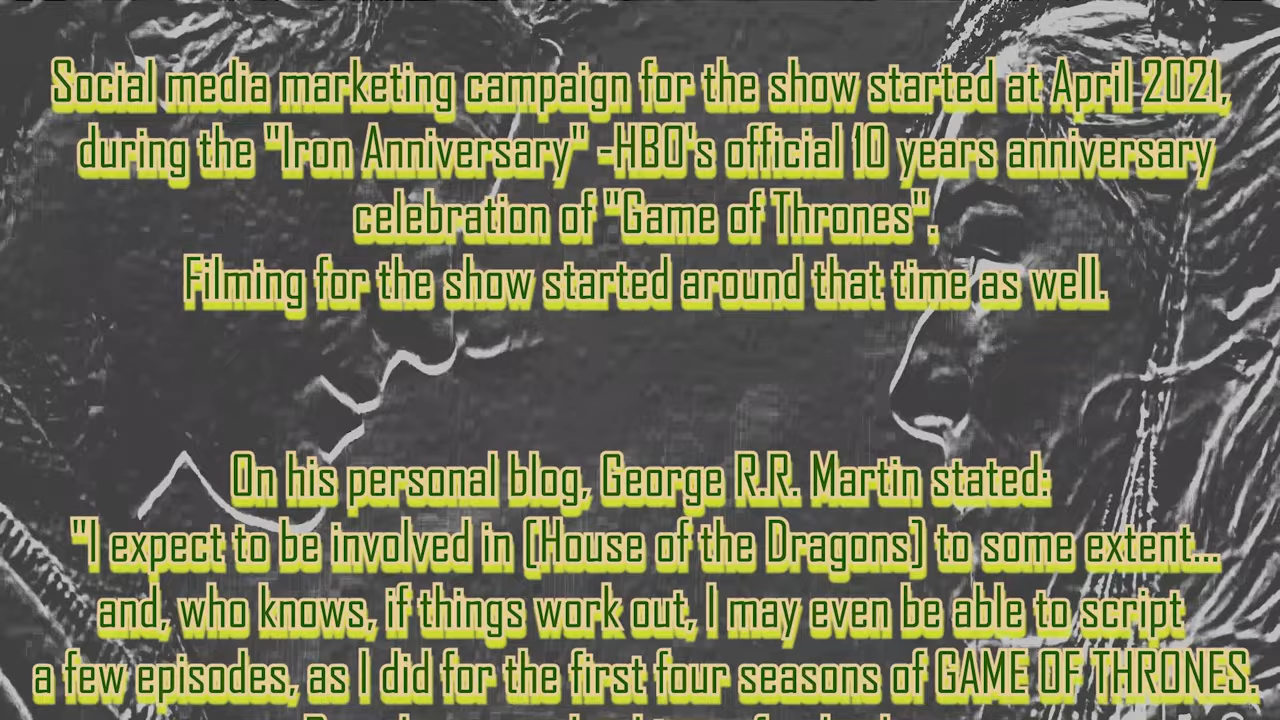 Social media marketing campaign for the show started at April 2021,
during the "Iron Anniversary" -HBO's official 10 years anniversary
celebration of "Game of Thrones".
Filming for the show started around that time as well.
On his personal blog, George R.R. Martin stated:
"I expect to be involved in (House of the Dragons) to some extent...
and, who knows, if things work out, I may even be able to script
a few episodes, as I did for the first four seasons of GAME OF THRONES.